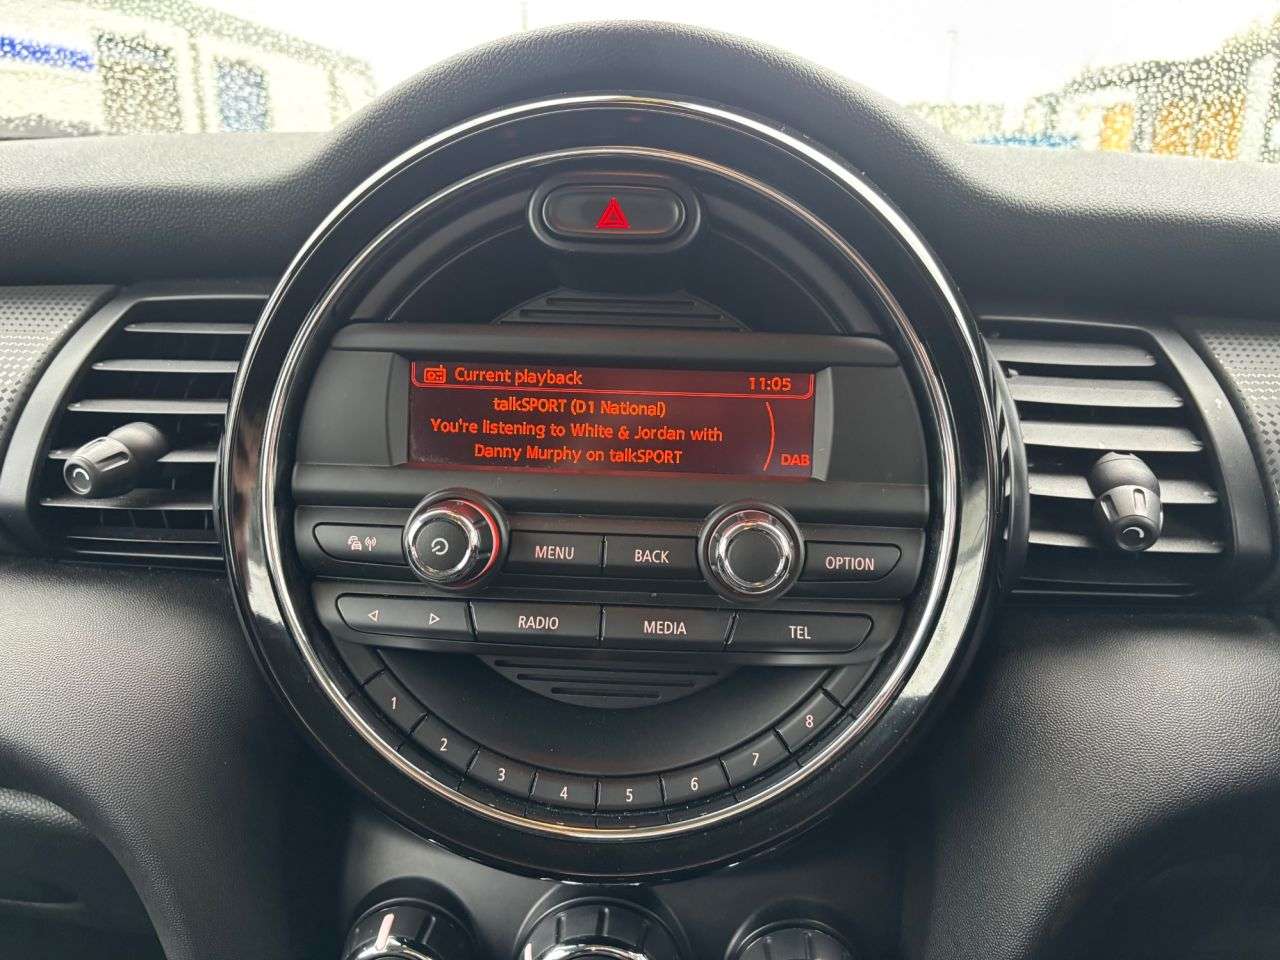 Current playback 11:05
talkSPORT (D1 National)
You're listening to White & Jordan with
Danny Murphy on talkSPORT
DAB
MENU
BACK
OPTION
RADIO
MEDIA
TEL
1
2
3
4
5
6
7
8